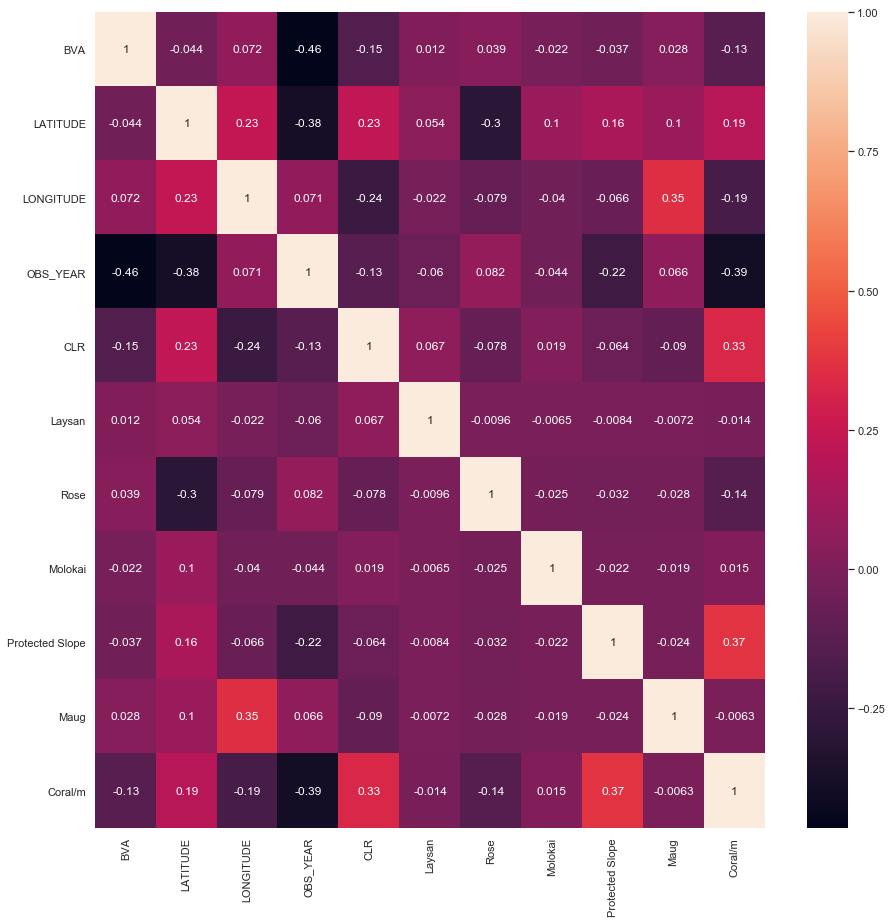 BVA 1 -0.044 0.072 -0.46 -0.15 0.012 0.039 -0.022 -0.037 0.028 -0.13
LATITUDE -0.044 1 0.23 -0.38 0.23 0.054 -0.3 0.1 0.16 0.1 0.19
LONGITUDE 0.072 0.23 1 0.071 -0.24 -0.022 -0.079 -0.04 -0.066 0.35 -0.19
OBS_YEAR -0.46 -0.38 0.071 1 -0.13 -0.06 0.082 -0.044 -0.22 0.066 -0.39
CLR -0.15 0.23 -0.24 -0.13 1 0.067 -0.078 0.019 -0.064 -0.09 0.33
Laysan 0.012 0.054 -0.022 -0.06 0.067 1 -0.0096 -0.0065 -0.0084 -0.0072 -0.014
Rose 0.039 -0.3 -0.079 0.082 -0.078 -0.0096 1 -0.025 -0.032 -0.028 -0.14
Molokai -0.022 0.1 -0.04 -0.044 0.019 -0.0065 -0.025 1 -0.022 -0.019 0.015
Protected Slope -0.037 0.16 -0.066 -0.22 -0.064 -0.0084 -0.032 -0.022 1 -0.024 0.37
Maug 0.028 0.1 0.35 0.066 -0.09 -0.0072 -0.028 -0.019 -0.024 1 -0.0063
Coral/m -0.13 0.19 -0.19 -0.39 0.33 -0.014 -0.14 0.015 0.37 -0.0063 1
BVA LATITUDE LONGITUDE OBS_YEAR CLR Laysan Rose Molokai Protected Slope Maug Coral/m
1.00
0.75
0.50
0.25
0.00
−0.25